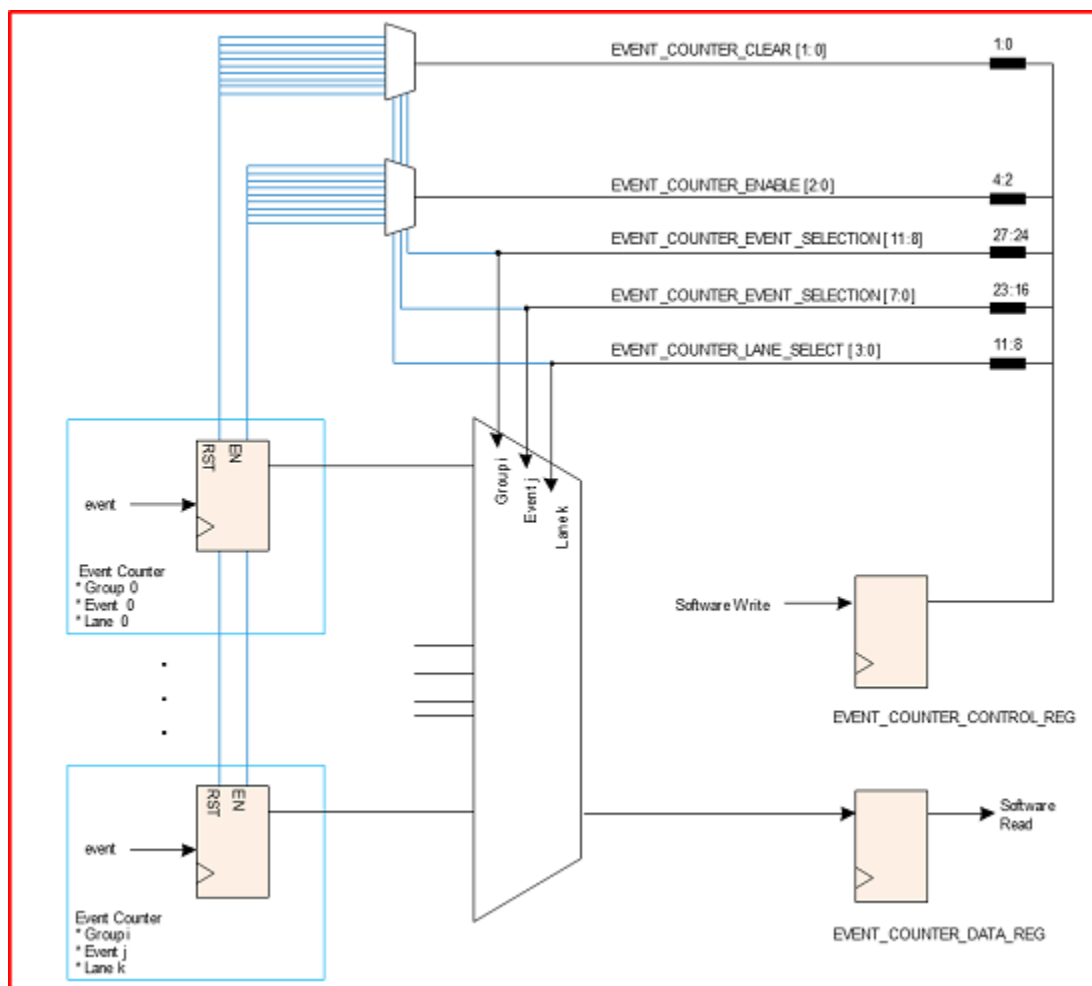 EVENT_COUNTER_CLEAR [1:0]
1:0
EVENT_COUNTER_ENABLE [2:0]
4:2
EVENT_COUNTER_EVENT_SELECTION [11:8]
27:24
EVENT_COUNTER_EVENT_SELECTION [7:0]
23:16
EVENT_COUNTER_LANE_SELECT [3:0]
11:8
RST
EN
Group i
Event j
Lane k
event
Event Counter
* Group 0
* Event 0
* Lane 0
Software Write
EVENT_COUNTER_CONTROL_REG
RST
EN
event
Software
Read
Event Counter
* Group i
* Event j
* Lane k
EVENT_COUNTER_DATA_REG